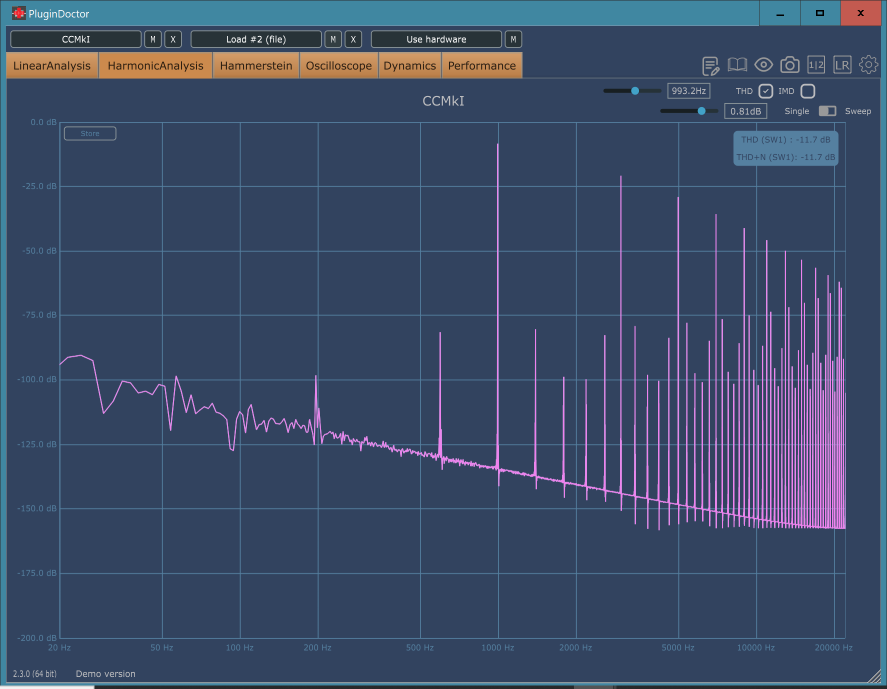 PluginDoctor
CCMkI M X Load #2 (file) M X Use hardware M
LinearAnalysis HarmonicAnalysis Hammerstein Oscilloscope Dynamics Performance 1|2 LR
993.2Hz THD IMD
CCMkI
0.81dB Single Sweep
0.0 dB
Store
THD (SW1) : -11.7 dB
THD+N (SW1): -11.7 dB
-25.0 dB
-50.0 dB
-75.0 dB
-100.0 dB
-125.0 dB
-150.0 dB
-175.0 dB
-200.0 dB
20 Hz 50 Hz 100 Hz 200 Hz 500 Hz 1000 Hz 2000 Hz 5000 Hz 10000 Hz 20000 Hz
2.3.0 (64 bit) Demo version